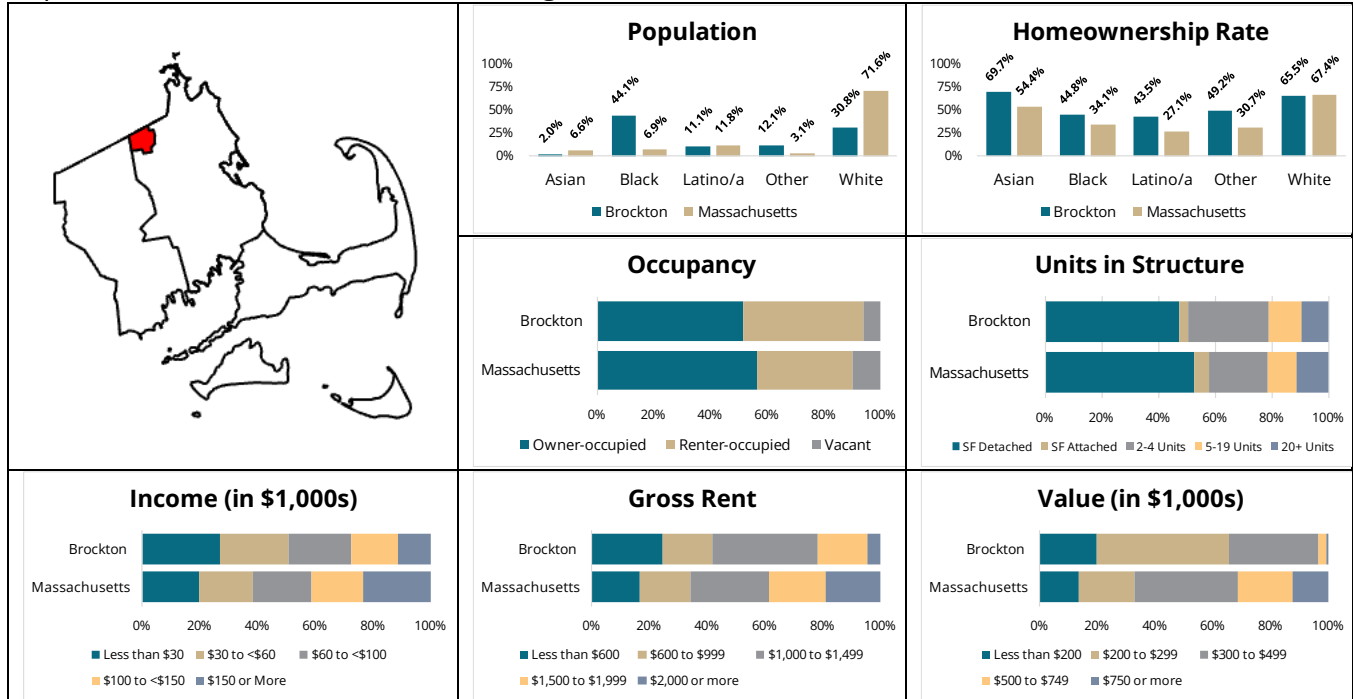 Population
100%
75%
50%
25%
0%
2.0% 6.6% 44.1% 6.9% 11.1% 11.8% 12.1% 3.1% 30.8% 71.6%
Asian Black Latino/a Other White
Brockton Massachusetts
Homeownership Rate
100%
75%
50%
25%
0%
69.7% 54.4% 44.8% 34.1% 43.5% 27.1% 49.2% 30.7% 65.5% 67.4%
Asian Black Latino/a Other White
Brockton Massachusetts
Occupancy
Brockton
Massachusetts
0% 20% 40% 60% 80% 100%
Owner-occupied Renter-occupied Vacant
Units in Structure
Brockton
Massachusetts
0% 20% 40% 60% 80% 100%
SF Detached SF Attached 2-4 Units 5-19 Units 20+ Units
Income (in $1,000s)
Brockton
Massachusetts
0% 20% 40% 60% 80% 100%
Less than $30 $30 to <$60 $60 to <$100
$100 to <$150 $150 or More
Gross Rent
Brockton
Massachusetts
0% 20% 40% 60% 80% 100%
Less than $600 $600 to $999 $1,000 to $1,499
$1,500 to $1,999 $2,000 or more
Value (in $1,000s)
Brockton
Massachusetts
0% 20% 40% 60% 80% 100%
Less than $200 $200 to $299 $300 to $499
$500 to $749 $750 or more